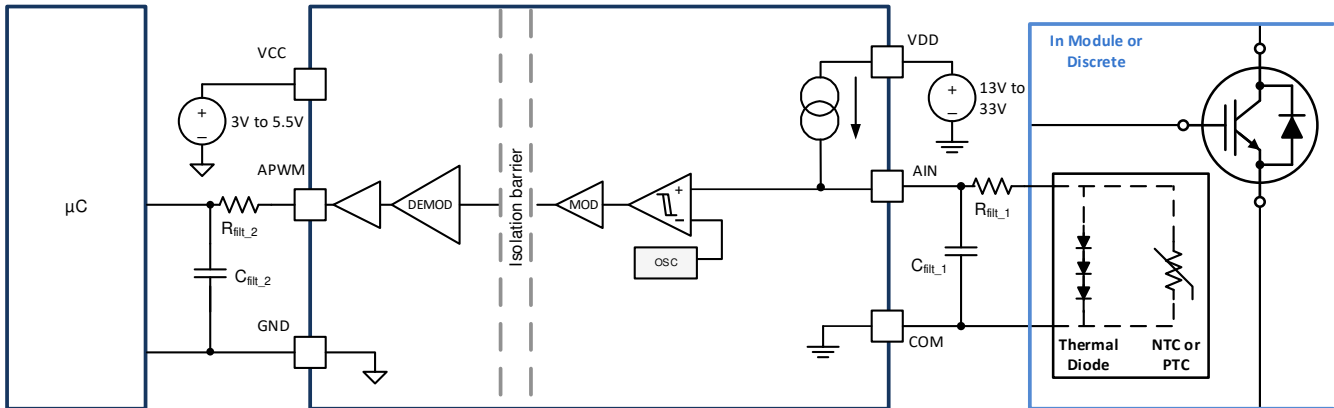 In Module or
Discrete
VCC
VDD
+
−
3V to 5.5V
+
−
13V to
33V
APWM
AIN
µC
DEMOD
Isolation barrier
MOD
+
−
OSC
Rfilt_2
Cfilt_2
Rfilt_1
Cfilt_1
GND
COM
Thermal
Diode
NTC or
PTC